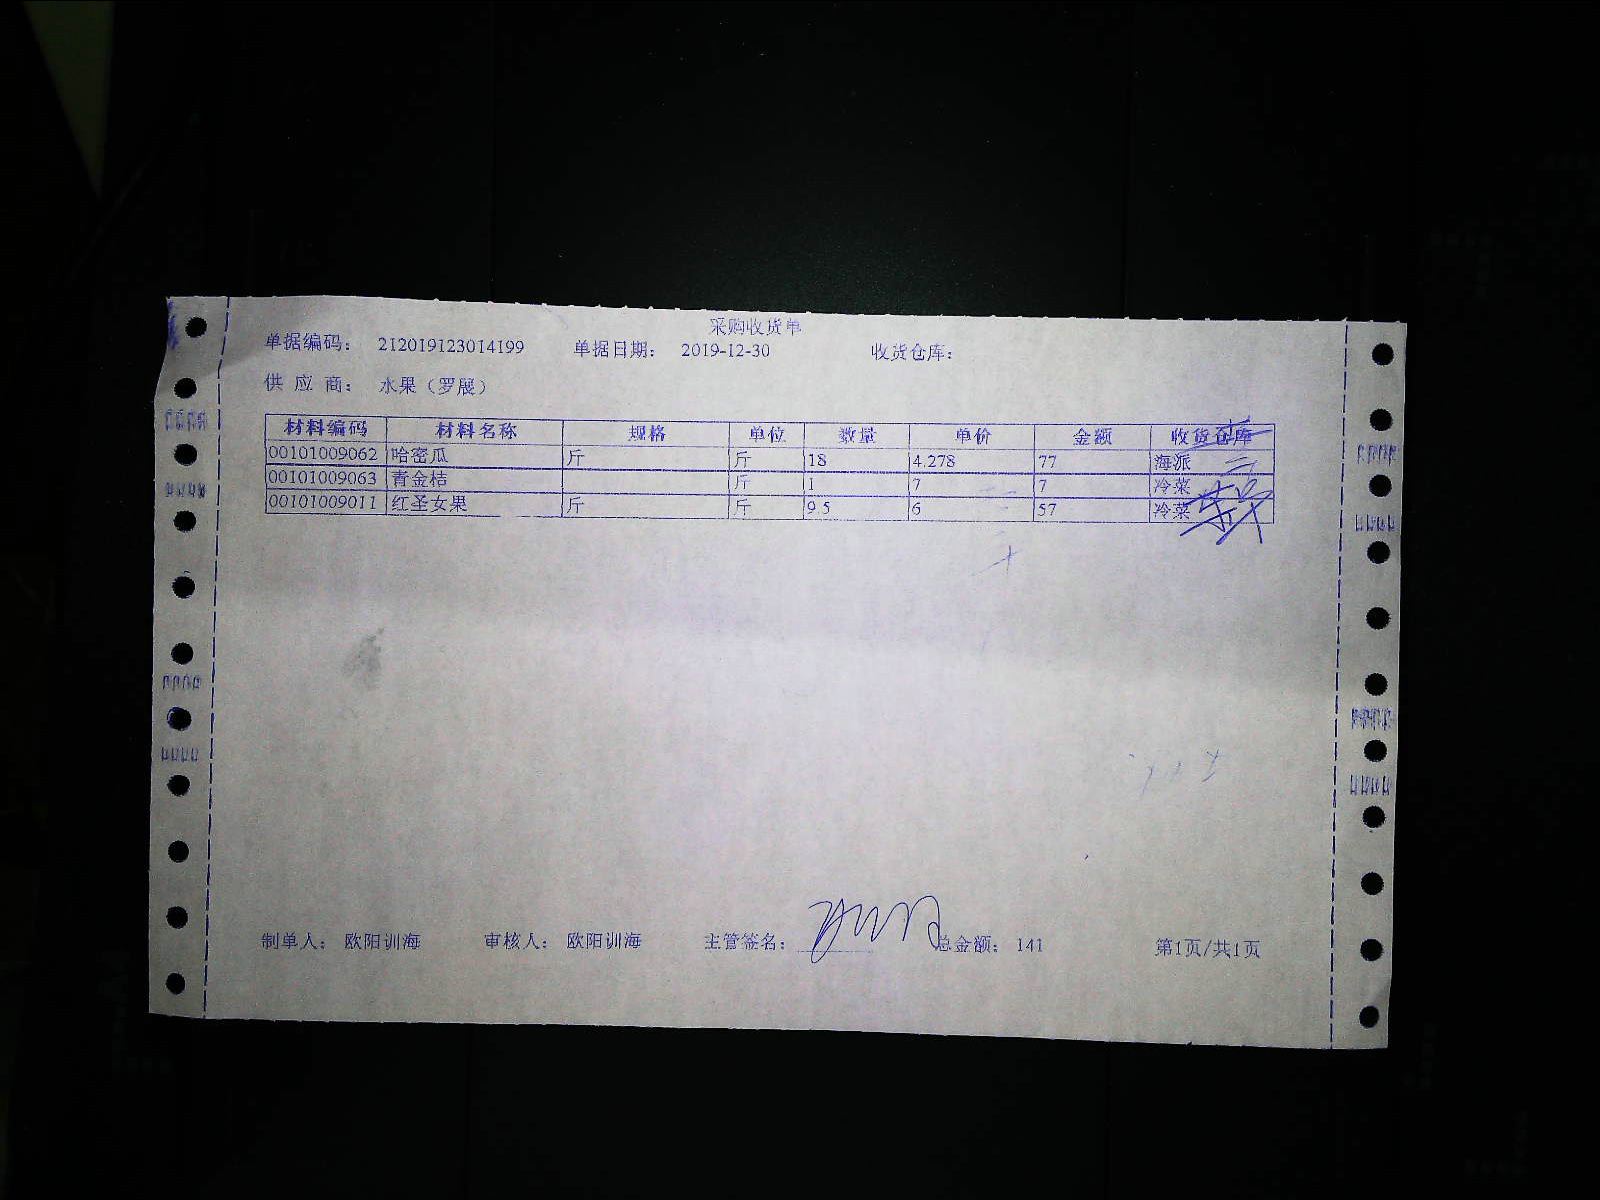 采购收货单
单据编码： 212019123014199 单据日期： 2019-12-30 收货仓库：
供 应 商： 水果（罗展）
材料编码 材料名称 规格 单位 数量 单价 金额 收货仓库
00101009062 哈密瓜 斤 斤 18 4.278 77 海派
00101009063 青金桔 斤 1 7 7 冷菜
00101009011 红圣女果 斤 斤 9.5 6 57 冷菜
制单人： 欧阳训海 审核人： 欧阳训海 主管签名： 总金额： 141 第1页/共1页